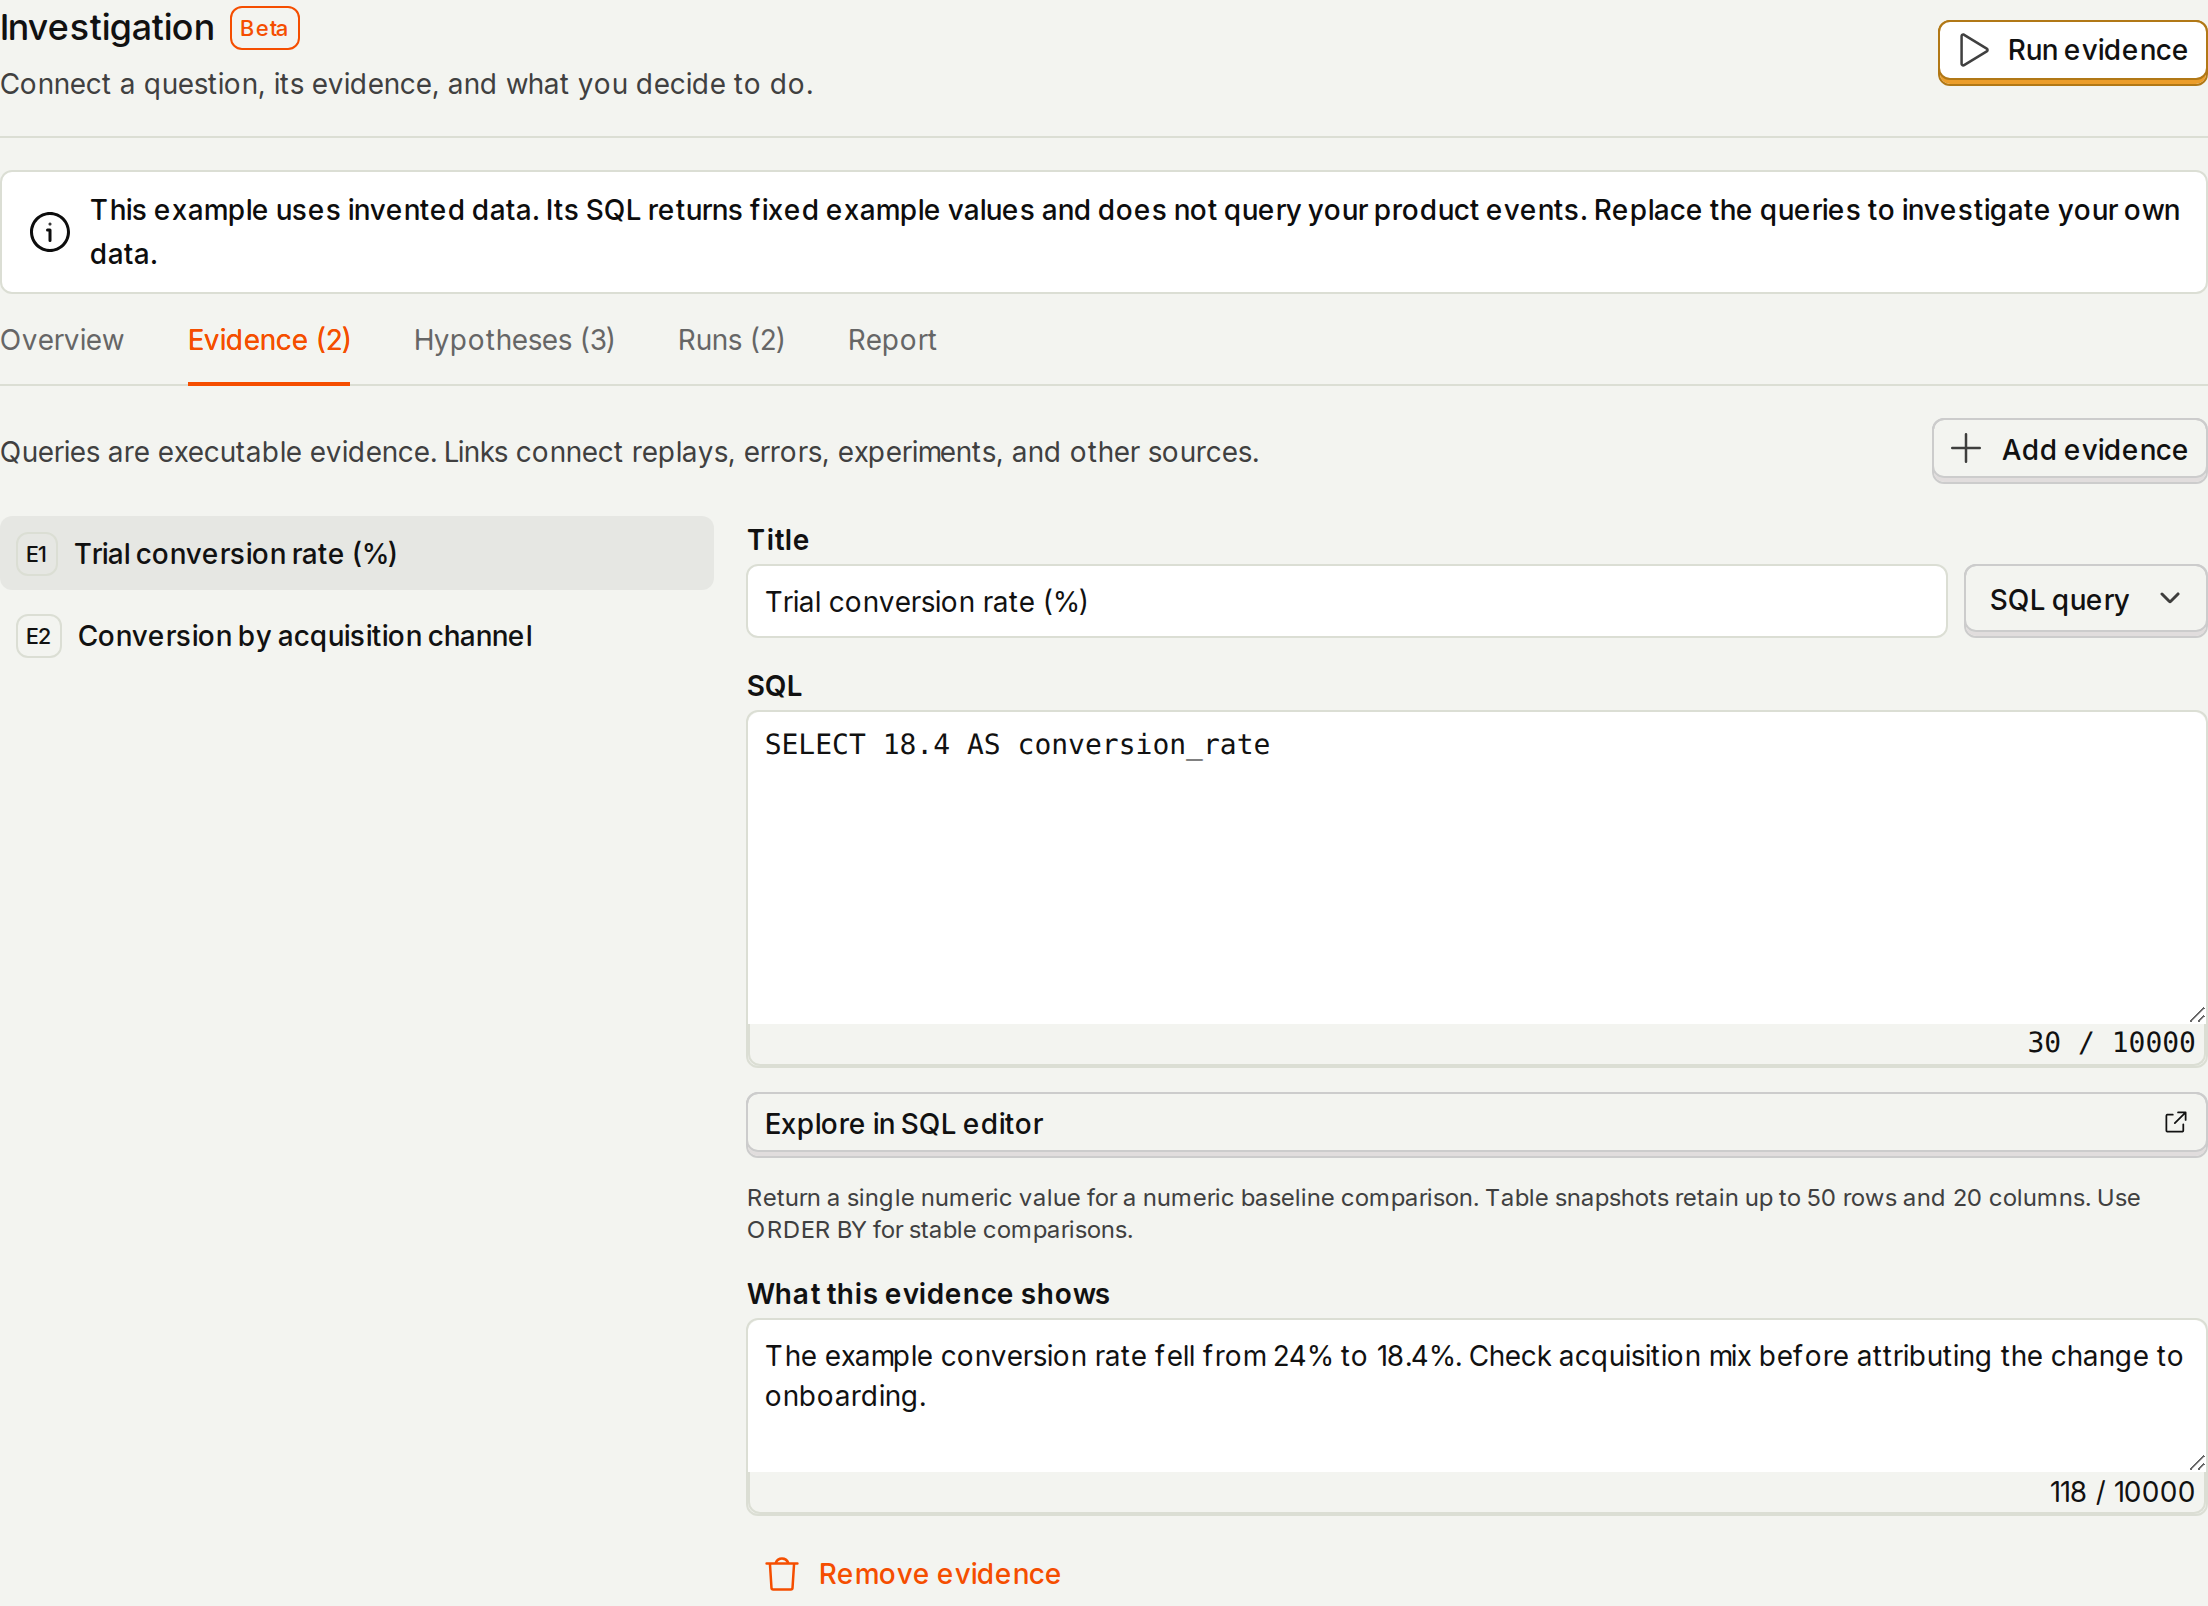 Investigation Beta
Connect a question, its evidence, and what you decide to do.
Run evidence
This example uses invented data. Its SQL returns fixed example values and does not query your product events. Replace the queries to investigate your own
data.
Overview Evidence (2) Hypotheses (3) Runs (2) Report
Queries are executable evidence. Links connect replays, errors, experiments, and other sources.
Add evidence
E1 Trial conversion rate (%)
E2 Conversion by acquisition channel
Title
Trial conversion rate (%)
SQL query
SQL
SELECT 18.4 AS conversion_rate
30 / 10000
Explore in SQL editor
Return a single numeric value for a numeric baseline comparison. Table snapshots retain up to 50 rows and 20 columns. Use
ORDER BY for stable comparisons.
What this evidence shows
The example conversion rate fell from 24% to 18.4%. Check acquisition mix before attributing the change to
onboarding.
118 / 10000
Remove evidence